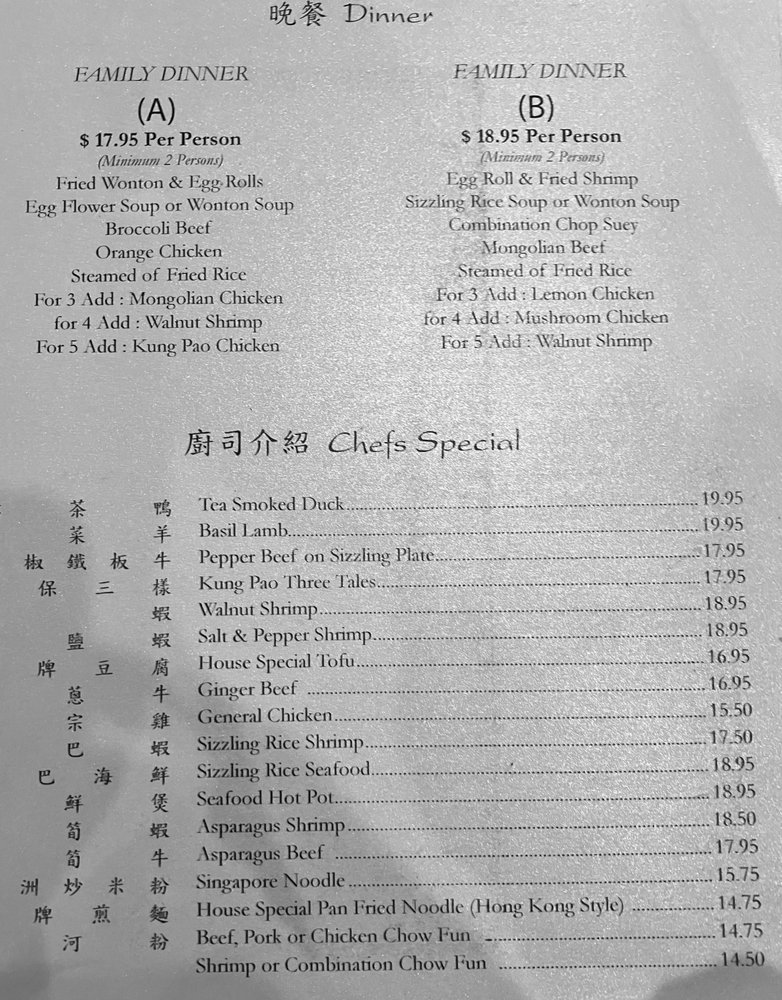 晚餐 Dinner
FAMILY DINNER
(A)
$ 17.95 Per Person
(Minimum 2 Persons)
Fried Wonton & Egg Rolls
Egg Flower Soup or Wonton Soup
Broccoli Beef
Orange Chicken
Steamed of Fried Rice
For 3 Add : Mongolian Chicken
for 4 Add : Walnut Shrimp
For 5 Add : Kung Pao Chicken
FAMILY DINNER
(B)
$ 18.95 Per Person
(Minimum 2 Persons)
Egg Roll & Fried Shrimp
Sizzling Rice Soup or Wonton Soup
Combination Chop Suey
Mongolian Beef
Steamed of Fried Rice
For 3 Add : Lemon Chicken
for 4 Add : Mushroom Chicken
For 5 Add : Walnut Shrimp
廚司介紹 Chefs Special
茶鴨 Tea Smoked Duck 19.95
菜羊 Basil Lamb 19.95
椒鐵板牛 Pepper Beef on Sizzling Plate 17.95
保三樣 Kung Pao Three Tales 17.95
蝦 Walnut Shrimp 18.95
鹽蝦 Salt & Pepper Shrimp 18.95
牌豆腐 House Special Tofu 16.95
蔥牛 Ginger Beef 16.95
宗雞 General Chicken 15.50
巴蝦 Sizzling Rice Shrimp 17.50
巴海鮮 Sizzling Rice Seafood 18.95
鮮煲 Seafood Hot Pot 18.95
筍蝦 Asparagus Shrimp 18.50
筍牛 Asparagus Beef 17.95
洲炒米粉 Singapore Noodle 15.75
牌煎麵 House Special Pan Fried Noodle (Hong Kong Style) 14.75
河粉 Beef, Pork or Chicken Chow Fun 14.75
Shrimp or Combination Chow Fun 14.50